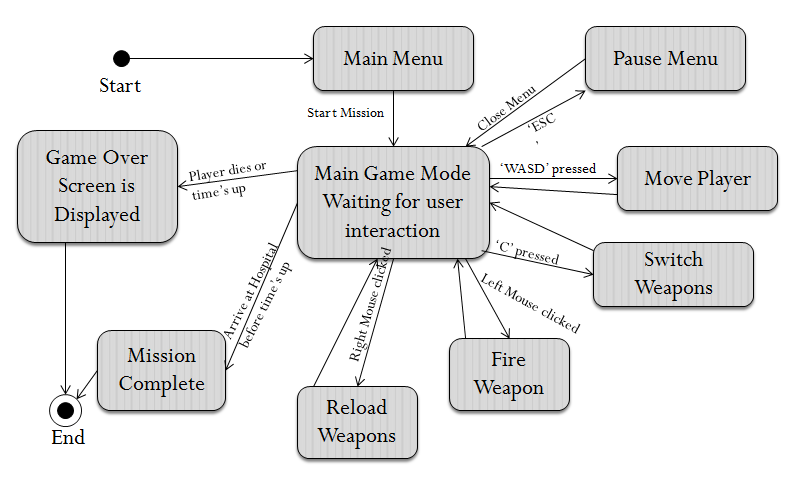 Start
Main Menu
Pause Menu
Start Mission
Close Menu
‘ESC
’
Game Over
Screen is
Displayed
Player dies or
time’s up
Main Game Mode
Waiting for user
interaction
‘WASD’ pressed
Move Player
‘C’ pressed
Switch
Weapons
Arrive at Hospital
before time’s up
Right Mouse clicked
Left Mouse clicked
Mission
Complete
Fire
Weapon
Reload
Weapons
End